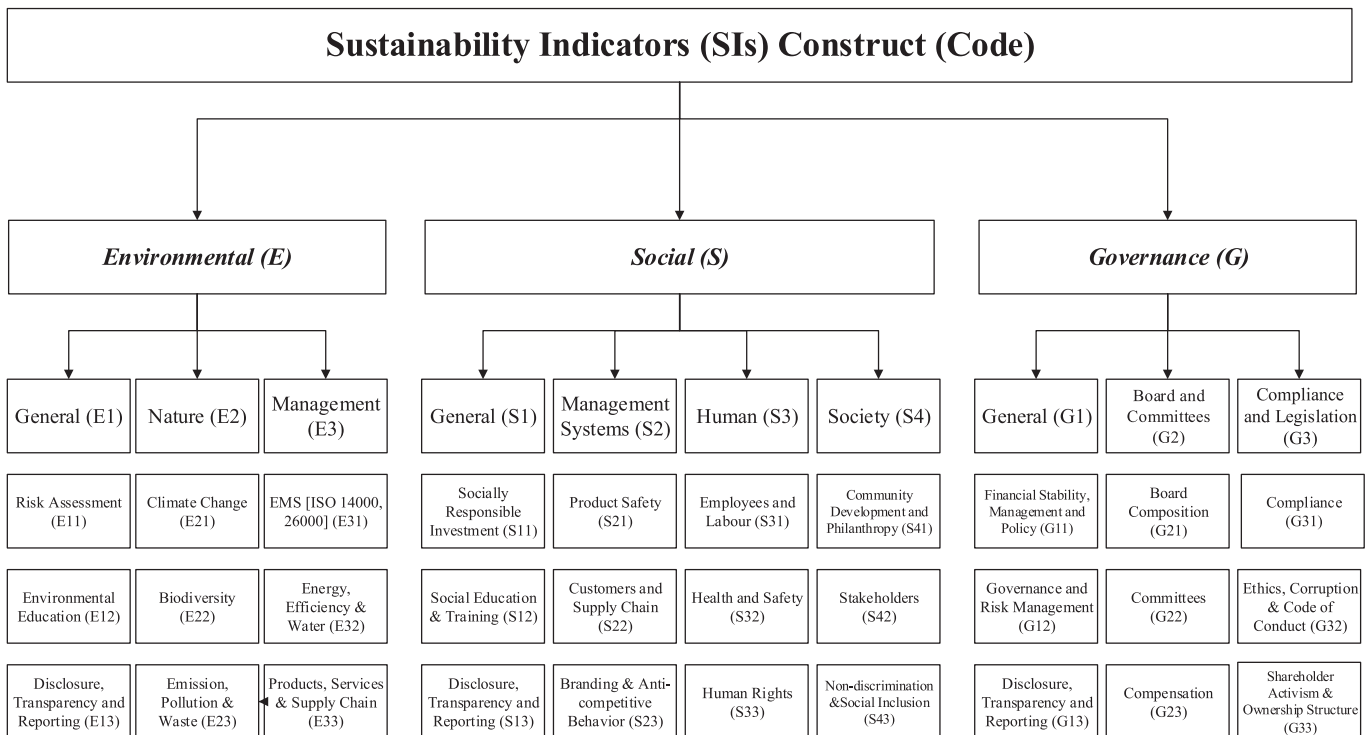 Sustainability Indicators (SIs) Construct (Code)
Environmental (E)
Social (S)
Governance (G)
General (E1)
Nature (E2)
Management
(E3)
General (S1)
Management
Systems (S2)
Human (S3)
Society (S4)
General (G1)
Board and
Committees
(G2)
Compliance
and Legislation
(G3)
Risk Assessment
(E11)
Climate Change
(E21)
EMS [ISO 14000,
26000] (E31)
Socially
Responsible
Investment (S11)
Product Safety
(S21)
Employees and
Labour (S31)
Community
Development and
Philanthropy (S41)
Financial Stability,
Management and
Policy (G11)
Board
Composition
(G21)
Compliance
(G31)
Environmental
Education (E12)
Biodiversity
(E22)
Energy,
Efficiency &
Water (E32)
Social Education
& Training (S12)
Customers and
Supply Chain
(S22)
Health and Safety
(S32)
Stakeholders
(S42)
Governance and
Risk Management
(G12)
Committees
(G22)
Ethics, Corruption
& Code of
Conduct (G32)
Disclosure,
Transparency and
Reporting (E13)
Emission,
Pollution &
Waste (E23)
Products, Services
& Supply Chain
(E33)
Disclosure,
Transparency and
Reporting (S13)
Branding & Anti-
competitive
Behavior (S23)
Human Rights
(S33)
Non-discrimination
&Social Inclusion
(S43)
Disclosure,
Transparency and
Reporting (G13)
Compensation
(G23)
Shareholder
Activism &
Ownership Structure
(G33)